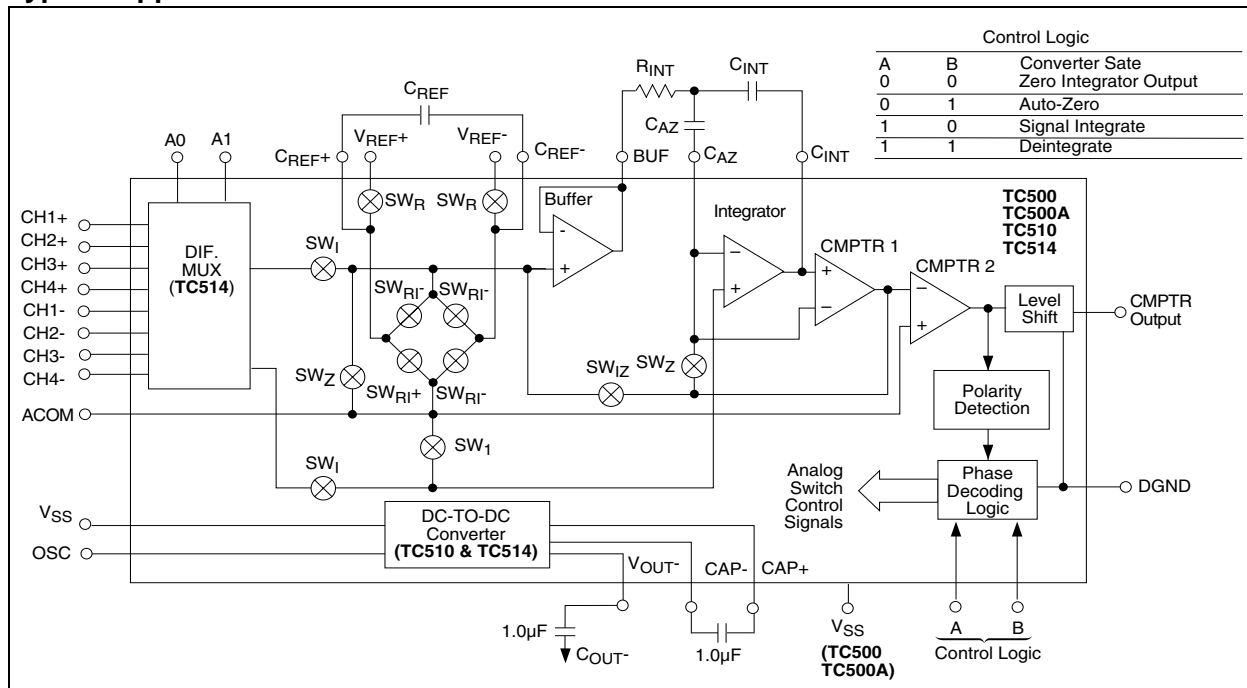 Control Logic
A B Converter Sate
0 0 Zero Integrator Output
0 1 Auto-Zero
1 0 Signal Integrate
1 1 Deintegrate
RINT
CINT
CREF
CAZ
A0
A1
VREF+
VREF-
CREF+
CREF-
BUF
CAZ
CINT
SWR
SWR
Buffer
-
+
Integrator
−
+
CMPTR 1
+
−
CMPTR 2
−
+
TC500
TC500A
TC510
TC514
CH1+
CH2+
CH3+
CH4+
CH1-
CH2-
CH3-
CH4-
DIF.
MUX
(TC514)
SWI
SWRI-
SWRI-
SWZ
SWRI+
SWRI-
SWIZ
SWZ
Level
Shift
CMPTR
Output
ACOM
Polarity
Detection
SW1
SWI
Analog
Switch
Control
Signals
Phase
Decoding
Logic
DGND
VSS
OSC
DC-TO-DC
Converter
(TC510 & TC514)
VOUT-
CAP-
CAP+
1.0µF
COUT-
1.0µF
VSS
(TC500
TC500A)
A
B
Control Logic